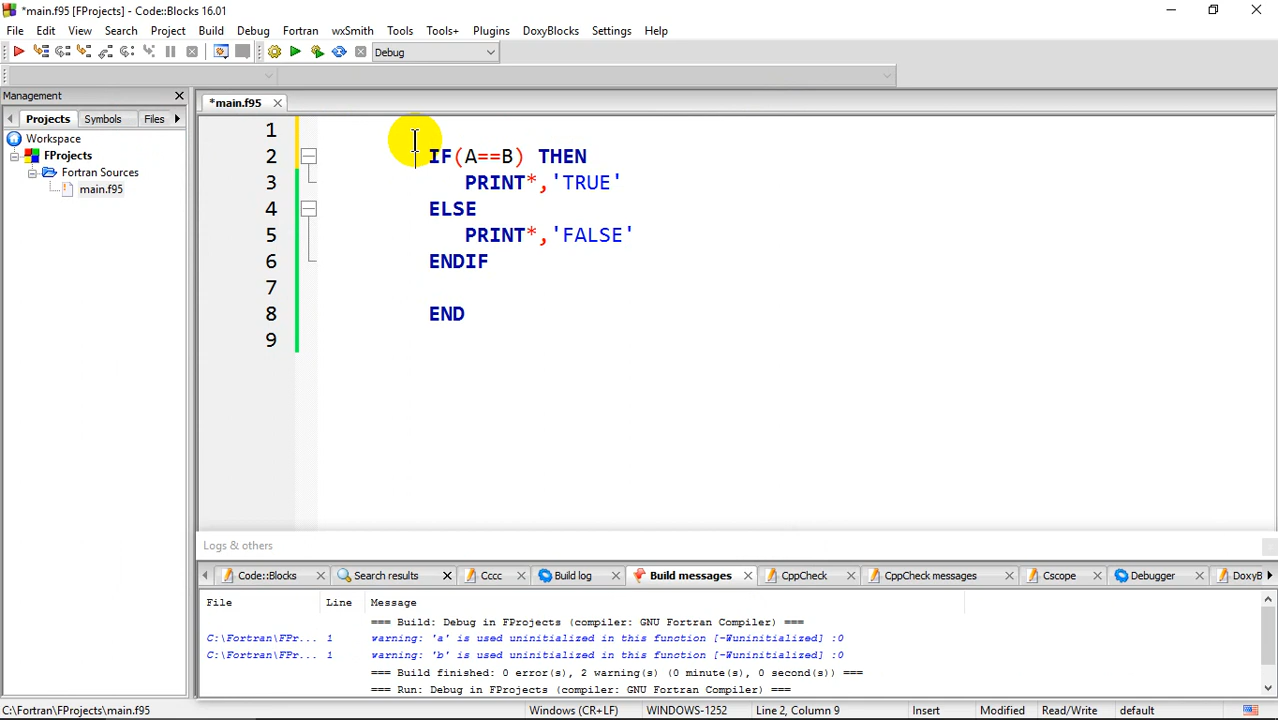 *main.f95 [FProjects] - Code::Blocks 16.01
File Edit View Search Project Build Debug Fortran wxSmith Tools Tools+ Plugins DoxyBlocks Settings Help
Debug
Management
Projects Symbols Files
Workspace
FProjects
Fortran Sources
main.f95
*main.f95
1
2 IF(A==B) THEN
3 PRINT*,'TRUE'
4 ELSE
5 PRINT*,'FALSE'
6 ENDIF
7
8 END
9
Logs & others
Code::Blocks Search results Cccc Build log Build messages CppCheck CppCheck messages Cscope Debugger DoxyB
File Line Message
=== Build: Debug in FProjects (compiler: GNU Fortran Compiler) ===
C:\Fortran\FPr... 1 warning: 'a' is used uninitialized in this function [-Wuninitialized] :0
C:\Fortran\FPr... 1 warning: 'b' is used uninitialized in this function [-Wuninitialized] :0
=== Build finished: 0 error(s), 2 warning(s) (0 minute(s), 0 second(s)) ===
=== Run: Debug in FProjects (compiler: GNU Fortran Compiler) ===
C:\Fortran\FProjects\main.f95 Windows (CR+LF) WINDOWS-1252 Line 2, Column 9 Insert Modified Read/Write default